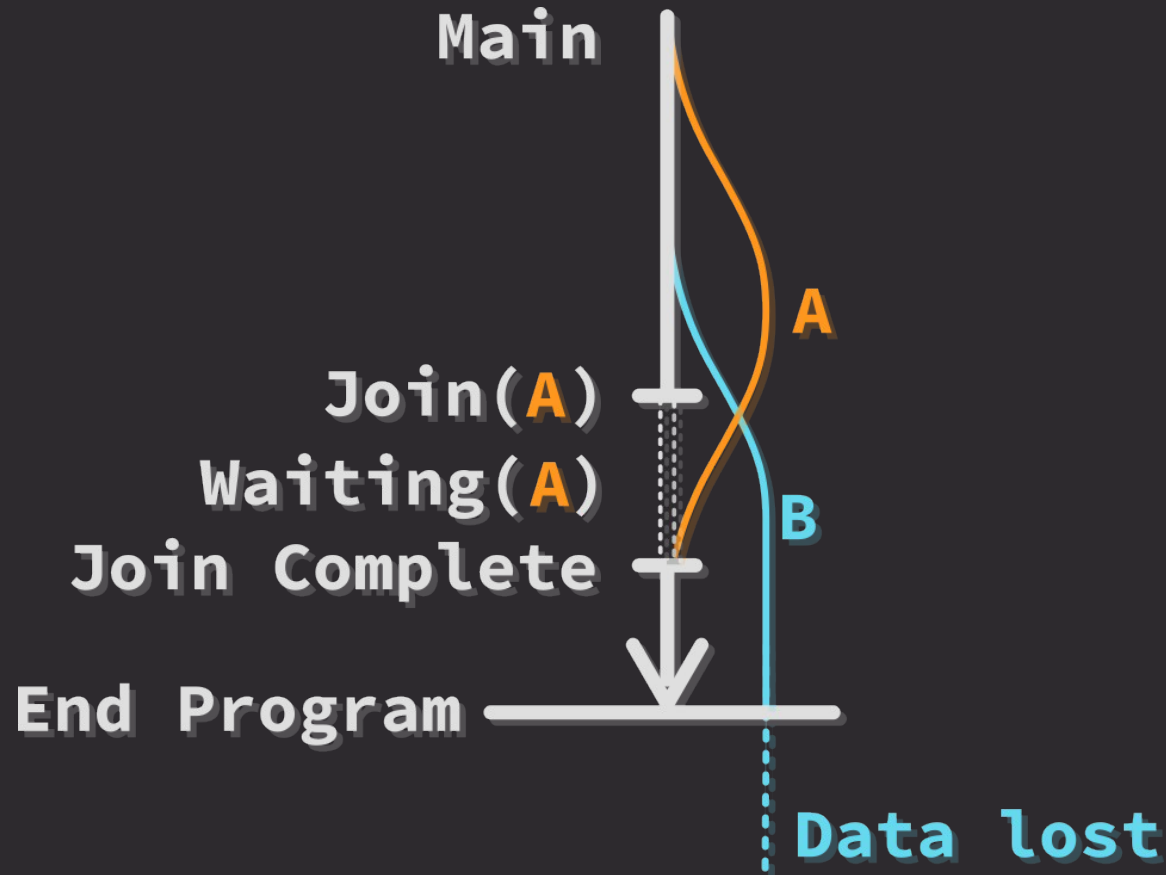 Main
A
Join(A)
Waiting(A)
B
Join Complete
End Program
Data lost